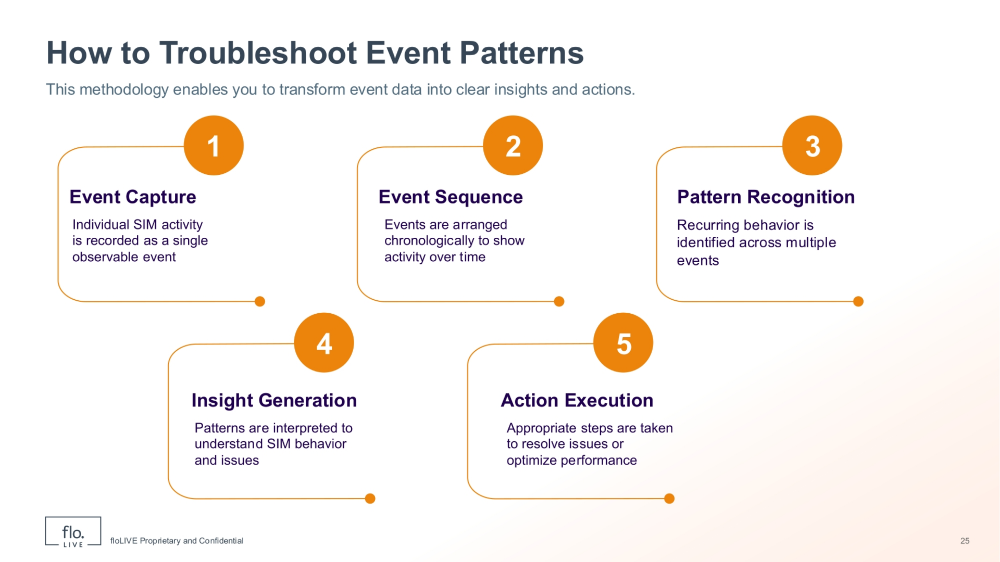 How to Troubleshoot Event Patterns
This methodology enables you to transform event data into clear insights and actions.
1
Event Capture
Individual SIM activity
is recorded as a single
observable event
2
Event Sequence
Events are arranged
chronologically to show
activity over time
3
Pattern Recognition
Recurring behavior is
identified across multiple
events
4
Insight Generation
Patterns are interpreted to
understand SIM behavior
and issues
5
Action Execution
Appropriate steps are taken
to resolve issues or
optimize performance
flo.
LIVE
floLIVE Proprietary and Confidential
25